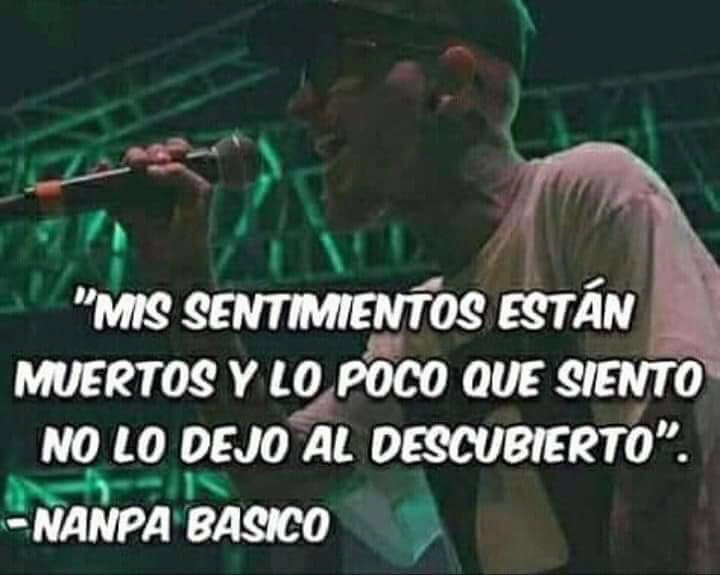 "MIS SENTIMIENTOS ESTÁN
MUERTOS Y LO POCO QUE SIENTO
NO LO DEJO AL DESCUBIERTO".
-NANPA BASICO